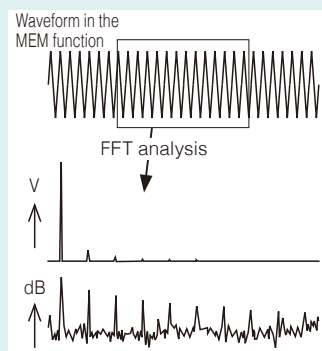 Waveform in the
MEM function
FFT analysis
V
dB